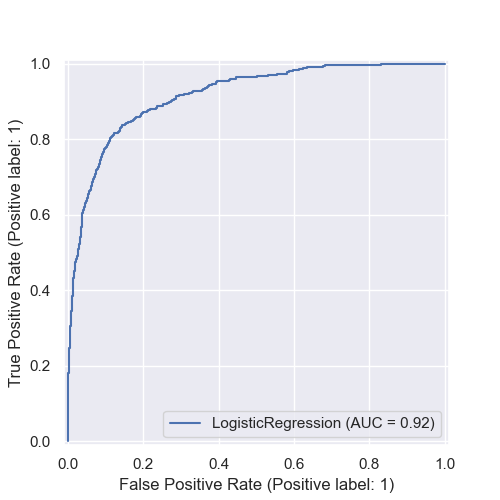 1.0
0.8
0.6
0.4
0.2
0.0
True Positive Rate (Positive label: 1)
LogisticRegression (AUC = 0.92)
0.0 0.2 0.4 0.6 0.8 1.0
False Positive Rate (Positive label: 1)